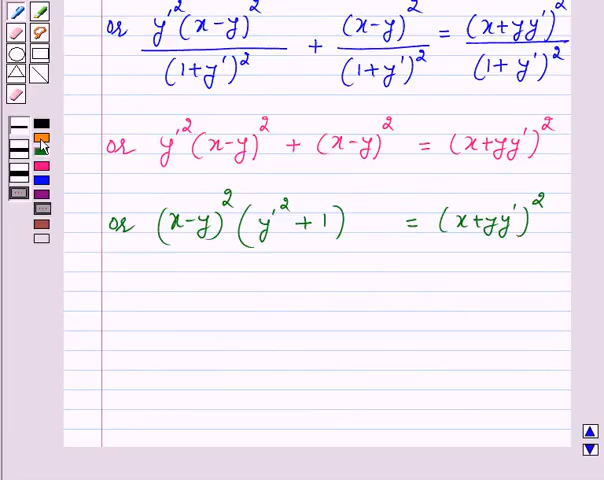 or y'²(x-y)²/(1+y')² + (x-y)²/(1+y')² = (x+yy')²/(1+y')²
or y'²(x-y)² + (x-y)² = (x+yy')²
or (x-y)²(y'²+1) = (x+yy')²